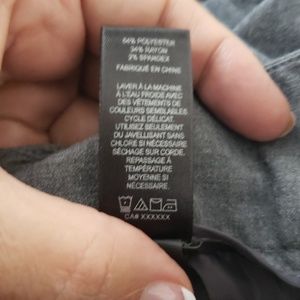 64% POLYESTER
34% RAYON
2% SPANDEX
FABRIQUÉ EN CHINE
LAVER À LA MACHINE
À L'EAU FROIDE AVEC
DES VÊTEMENTS DE
COULEURS SEMBLABLES
CYCLE DÉLICAT.
UTILISEZ SEULEMENT
DU JAVELLISANT SANS
CHLORE SI NÉCESSAIRE
SÉCHAGE SUR CORDE.
REPASSAGE À
TEMPÉRATURE
MOYENNE SI
NÉCESSAIRE.
CA# XXXXXX